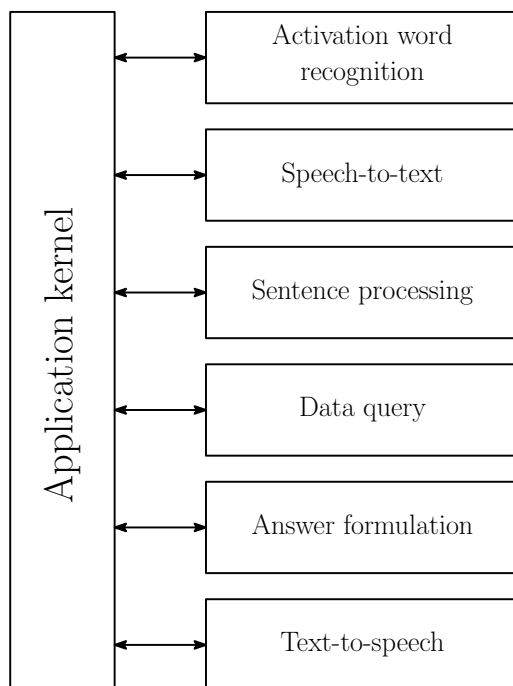 Application kernel
Activation word
recognition
Speech-to-text
Sentence processing
Data query
Answer formulation
Text-to-speech